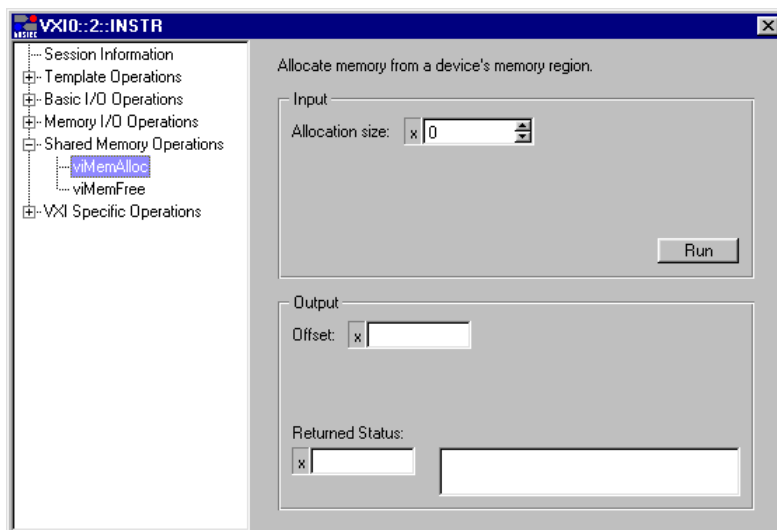 VXI0::2::INSTR
Session Information
Template Operations
Basic I/O Operations
Memory I/O Operations
Shared Memory Operations
viMemAlloc
viMemFree
VXI Specific Operations
Allocate memory from a device's memory region.
Input
Allocation size: x 0
Run
Output
Offset: x
Returned Status:
x